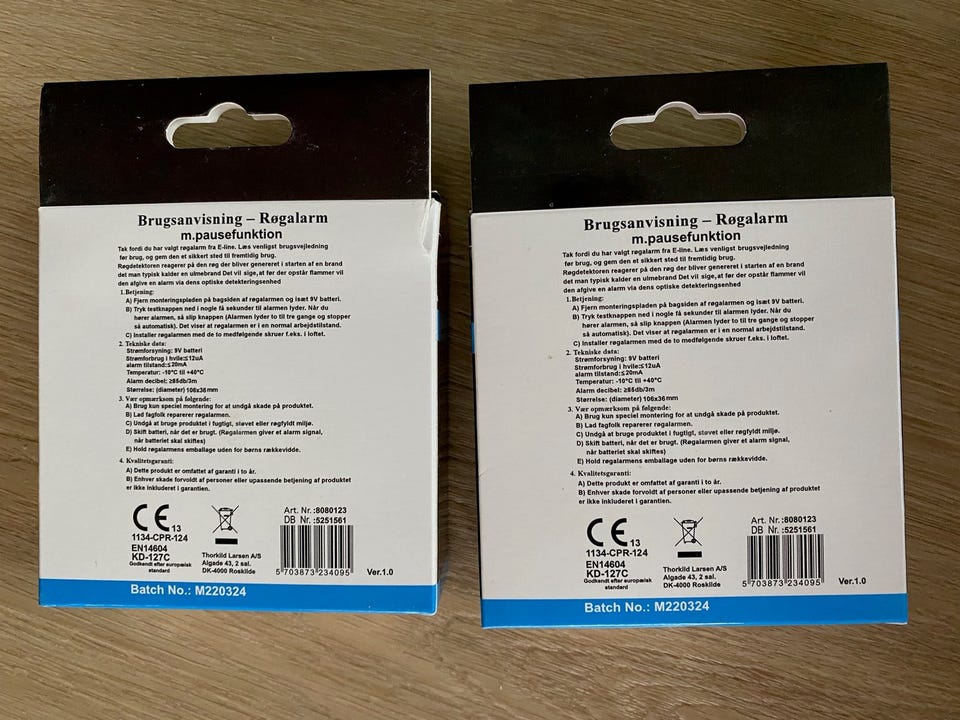 Brugsanvisning – Røgalarm
m.pausefunktion
Tak fordi du har valgt røgalarm fra E-line. Læs venligst brugsvejledning
før brug, og gem den et sikkert sted til fremtidig brug.
Røgdetektoren reagerer på den røg der bliver genereret i starten af en brand
det man typisk kalder en ulmebrand Det vil sige,at før der opstår flammer vil
den afgive en alarm via dens optiske detekteringsenhed
1.Betjening:
A) Fjern monteringspladen på bagsiden af røgalarmen og isæt 9V batteri.
B) Tryk testknappen ned i nogle få sekunder til alarmen lyder. Når du
hører alarmen, så slip knappen (Alarmen lyder to til tre gange og stopper
så automatisk). Det viser at røgalarmen er i en normal arbejdstilstand.
C) Installer røgalarmen med de to medfølgende skruer f.eks. i loftet.
2. Tekniske data:
Strømforsyning: 9V batteri
Strømforbrug i hvile:≤12uA
alarm tilstand:≤20mA
Temperatur: -10°C til +40°C
Alarm decibel: ≥85db/3m
Størrelse: (diameter) 106x36mm
3. Vær opmærksom på følgende:
A) Brug kun speciel montering for at undgå skade på produktet.
B) Lad fagfolk reparerer røgalarmen.
C) Undgå at bruge produktet i fugtigt, støvet eller røgfyldt miljø.
D) Skift batteri, når det er brugt. (Røgalarmen giver et alarm signal,
når batteriet skal skiftes)
E) Hold røgalarmens emballage uden for børns rækkevidde.
4. Kvalitetsgaranti:
A) Dette produkt er omfattet af garanti i to år.
B) Enhver skade forvoldt af personer eller upassende betjening af produktet
er ikke inkluderet i garantien.
CE 13
1134-CPR-124
EN14604
KD-127C
Godkendt efter europæisk
standard
Thorkild Larsen A/S
Algade 43, 2 sal.
DK-4000 Roskilde
Art. Nr.:8080123
DB Nr.:5251561
5 703873 234095
Ver.1.0
Batch No.: M220324
Brugsanvisning – Røgalarm
m.pausefunktion
Tak fordi du har valgt røgalarm fra E-line. Læs venligst brugsvejledning
før brug, og gem den et sikkert sted til fremtidig brug.
Røgdetektoren reagerer på den røg der bliver genereret i starten af en brand
det man typisk kalder en ulmebrand Det vil sige,at før der opstår flammer vil
den afgive en alarm via dens optiske detekteringsenhed
1.Betjening:
A) Fjern monteringspladen på bagsiden af røgalarmen og isæt 9V batteri.
B) Tryk testknappen ned i nogle få sekunder til alarmen lyder. Når du
hører alarmen, så slip knappen (Alarmen lyder to til tre gange og stopper
så automatisk). Det viser at røgalarmen er i en normal arbejdstilstand.
C) Installer røgalarmen med de to medfølgende skruer f.eks. i loftet.
2. Tekniske data:
Strømforsyning: 9V batteri
Strømforbrug i hvile:≤12uA
alarm tilstand:≤20mA
Temperatur: -10°C til +40°C
Alarm decibel: ≥85db/3m
Størrelse: (diameter) 106x36mm
3. Vær opmærksom på følgende:
A) Brug kun speciel montering for at undgå skade på produktet.
B) Lad fagfolk reparerer røgalarmen.
C) Undgå at bruge produktet i fugtigt, støvet eller røgfyldt miljø.
D) Skift batteri, når det er brugt. (Røgalarmen giver et alarm signal,
når batteriet skal skiftes)
E) Hold røgalarmens emballage uden for børns rækkevidde.
4. Kvalitetsgaranti:
A) Dette produkt er omfattet af garanti i to år.
B) Enhver skade forvoldt af personer eller upassende betjening af produktet
er ikke inkluderet i garantien.
CE 13
1134-CPR-124
EN14604
KD-127C
Godkendt efter europæisk
standard
Thorkild Larsen A/S
Algade 43, 2 sal.
DK-4000 Roskilde
Art. Nr.:8080123
DB Nr.:5251561
5 703873 234095
Ver.1.0
Batch No.: M220324